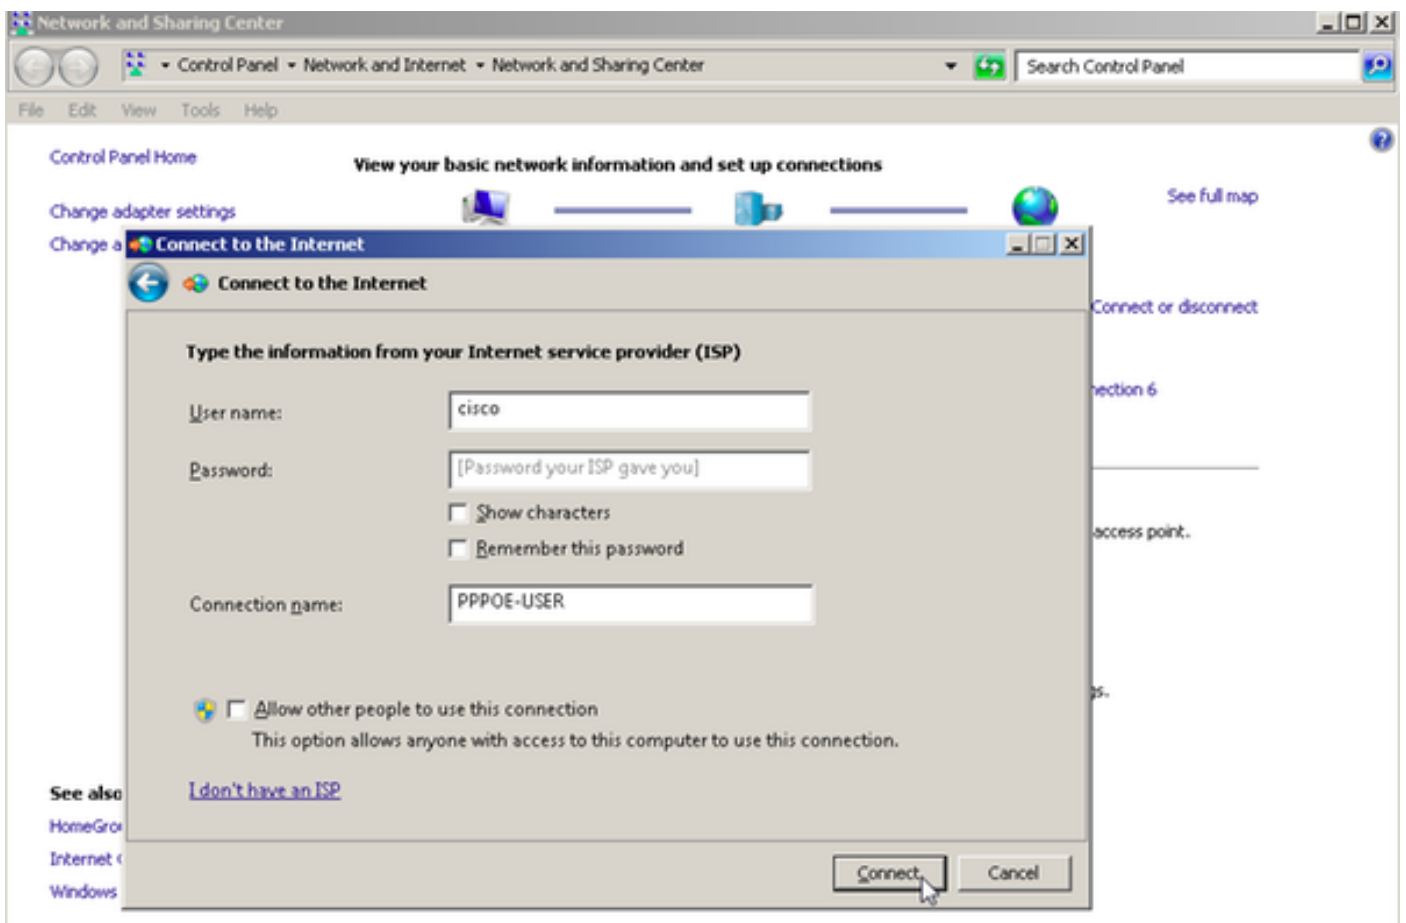 Network and Sharing Center
Control Panel Network and Internet Network and Sharing Center
Search Control Panel
File Edit View Tools Help
Control Panel Home
View your basic network information and set up connections
See full map
Change adapter settings
Change a
Connect to the Internet
Connect to the Internet
Connect or disconnect
Type the information from your Internet service provider (ISP)
nection 6
User name: cisco
Password: [Password your ISP gave you]
Show characters
access point.
Remember this password
Connection name: PPPOE-USER
gs.
Allow other people to use this connection
This option allows anyone with access to this computer to use this connection.
I don't have an ISP
See also
HomeGro
Internet
Windows
Connect Cancel